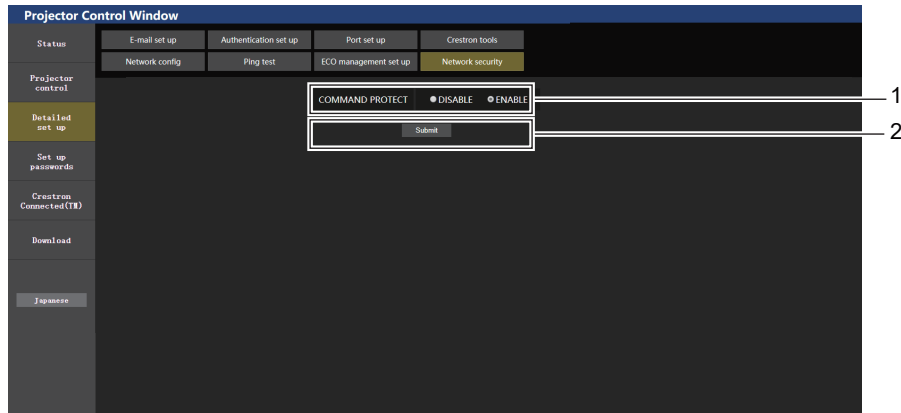 Projector Control Window
Status
E-mail set up
Authentication set up
Port set up
Crestron tools
Network config
Ping test
ECO management set up
Network security
Projector
control
Detailed
set up
Set up
passwords
Crestron
Connected(TM)
Download
Japanese
COMMAND PROTECT DISABLE ENABLE
Submit
1
2